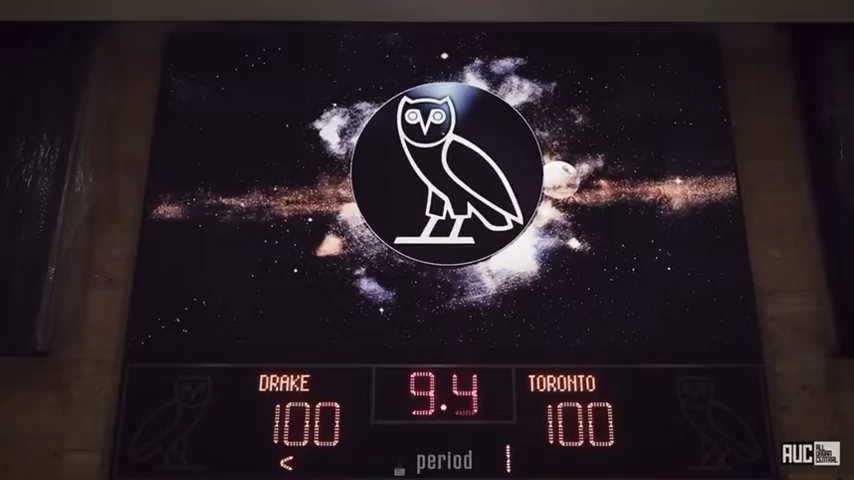 DRAKE 9.4 TORONTO
100 100
< period 1
AUC ALL URBAN CENTRAL